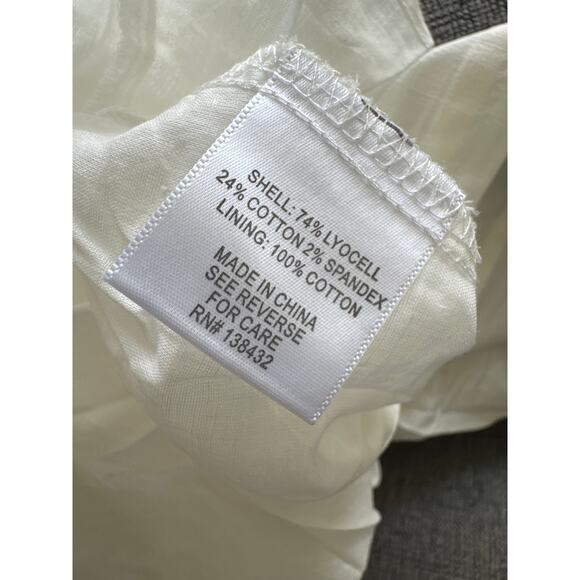 SHELL: 74% LYOCELL
24% COTTON 2% SPANDEX
LINING: 100% COTTON
MADE IN CHINA
SEE REVERSE
FOR CARE
RN# 138432